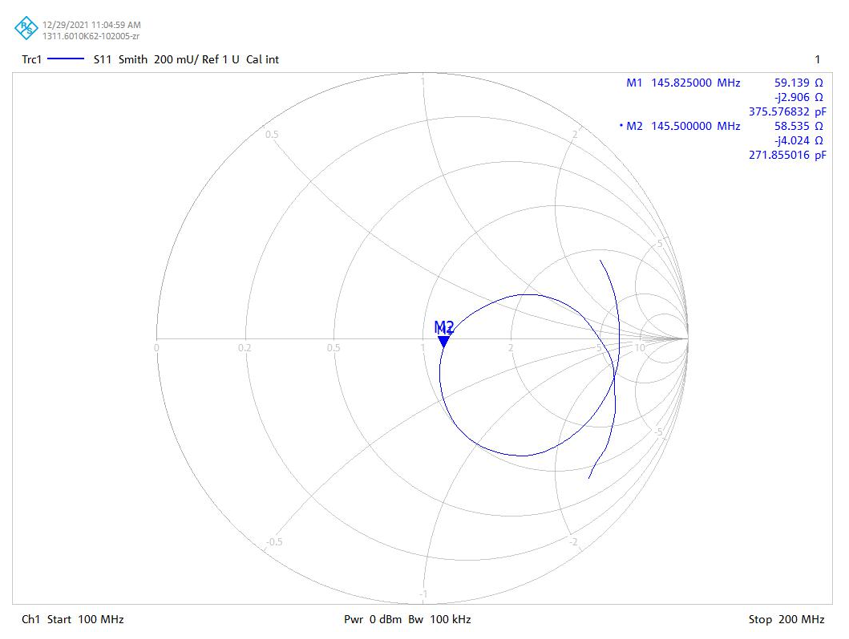 12/29/2021 11:04:59 AM
1311.6010K62-102005-zr
Trc1 S11 Smith 200 mU/ Ref 1 U Cal int 1
M1 145.825000 MHz 59.139 Ω
-j2.906 Ω
375.576832 pF
• M2 145.500000 MHz 58.535 Ω
-j4.024 Ω
271.855016 pF
1
0.5 2
5
M2
0 0.2 0.5 1 2 5 10
-5
-0.5 -2
-1
Ch1 Start 100 MHz Pwr 0 dBm Bw 100 kHz Stop 200 MHz